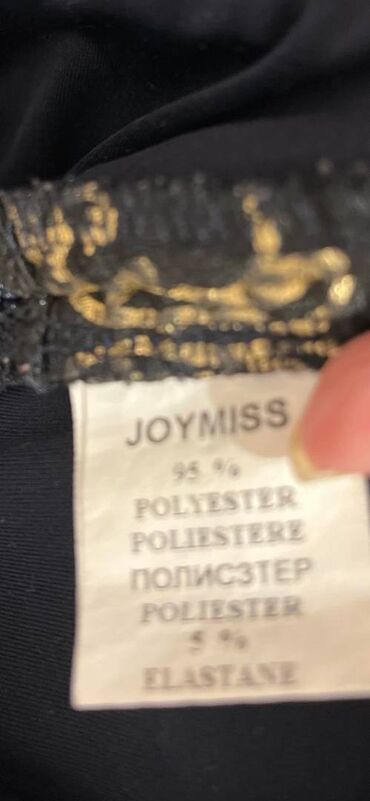 JOYMISS
95 %
POLYESTER
POLIESTERE
ПОЛИСЗТЕР
POLIESTER
5 %
ELASTANE